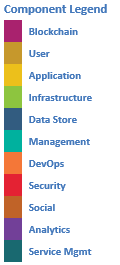 Component Legend
Blockchain
User
Application
Infrastructure
Data Store
Management
DevOps
Security
Social
Analytics
Service Mgmt